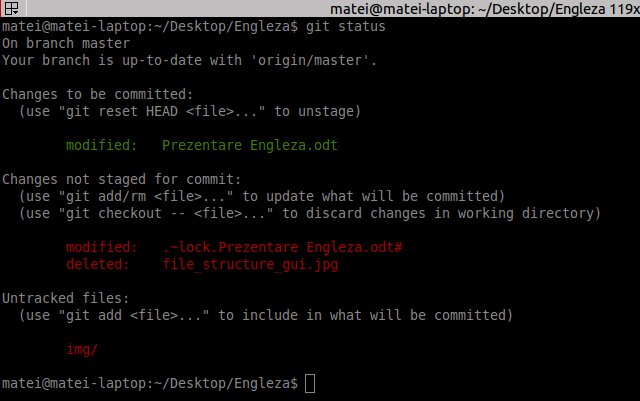 matei@matei-laptop: ~/Desktop/Engleza 119x
matei@matei-laptop:~/Desktop/Engleza$ git status
On branch master
Your branch is up-to-date with 'origin/master'.
Changes to be committed:
(use "git reset HEAD <file>..." to unstage)
modified: Prezentare Engleza.odt
Changes not staged for commit:
(use "git add/rm <file>..." to update what will be committed)
(use "git checkout -- <file>..." to discard changes in working directory)
modified: .~lock.Prezentare Engleza.odt#
deleted: file_structure_gui.jpg
Untracked files:
(use "git add <file>..." to include in what will be committed)
img/
matei@matei-laptop:~/Desktop/Engleza$